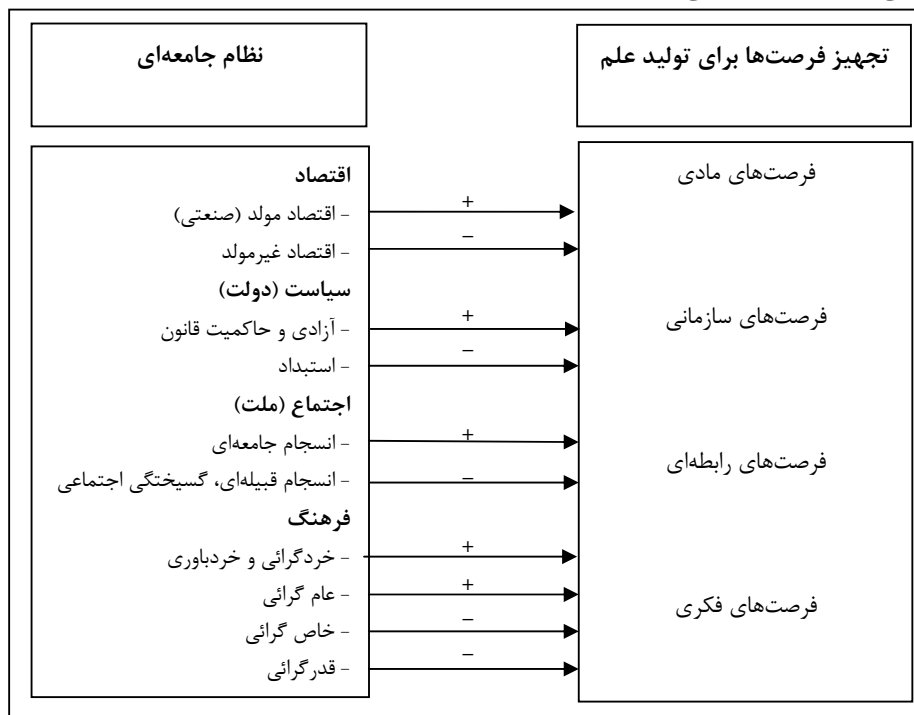 تجهیز فرصت‌ها برای تولید علم
نظام جامعه‌ای
فرصت‌های مادی
فرصت‌های سازمانی
فرصت‌های رابطه‌ای
فرصت‌های فکری
اقتصاد
- اقتصاد مولد (صنعتی)
+
- اقتصاد غیرمولد
–
سیاست (دولت)
- آزادی و حاکمیت قانون
+
- استبداد
–
اجتماع (ملت)
- انسجام جامعه‌ای
+
- انسجام قبیله‌ای، گسیختگی اجتماعی
–
فرهنگ
- خردگرائی و خردباوری
+
- عام گرائی
+
- خاص گرائی
–
- قدرگرائی
–